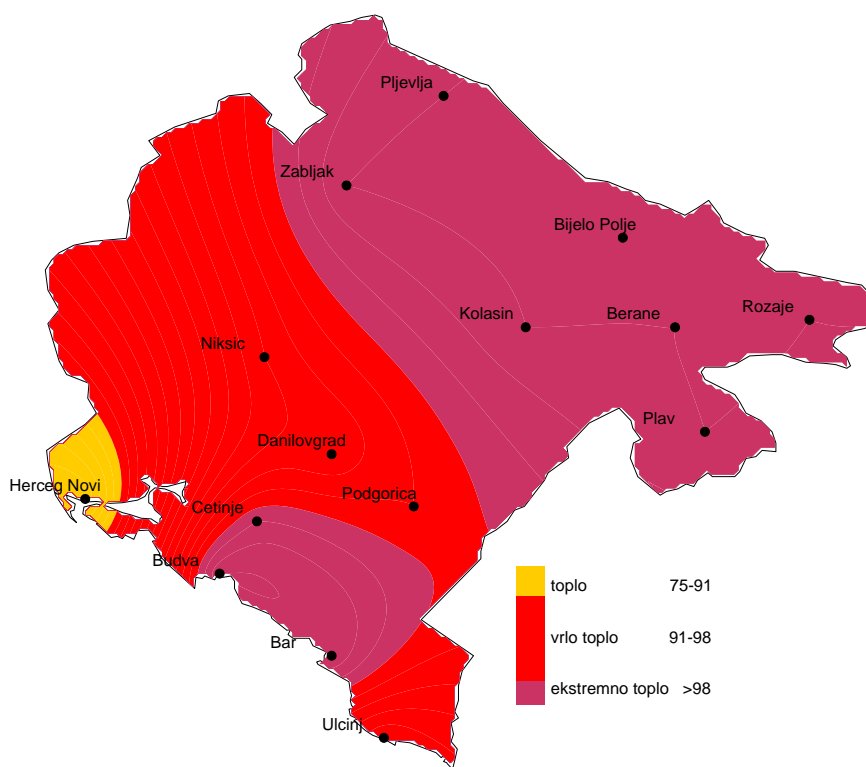 Pljevlja
Zabljak
Bijelo Polje
Kolasin
Berane
Rozaje
Niksic
Plav
Danilovgrad
Herceg Novi
Podgorica
Cetinje
Budva
Bar
Ulcinj
toplo 75-91
vrlo toplo 91-98
ekstremno toplo >98